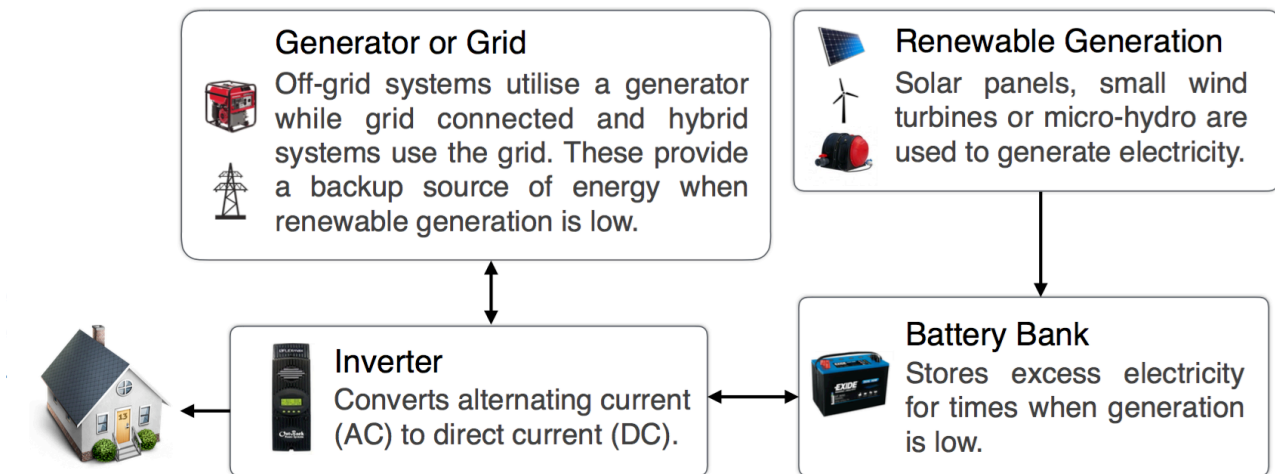 Generator or Grid
Off-grid systems utilise a generator
while grid connected and hybrid
systems use the grid. These provide
a backup source of energy when
renewable generation is low.
Renewable Generation
Solar panels, small wind
turbines or micro-hydro are
used to generate electricity.
Inverter
Converts alternating current
(AC) to direct current (DC).
Battery Bank
Stores excess electricity
for times when generation
is low.
EXIDE
13